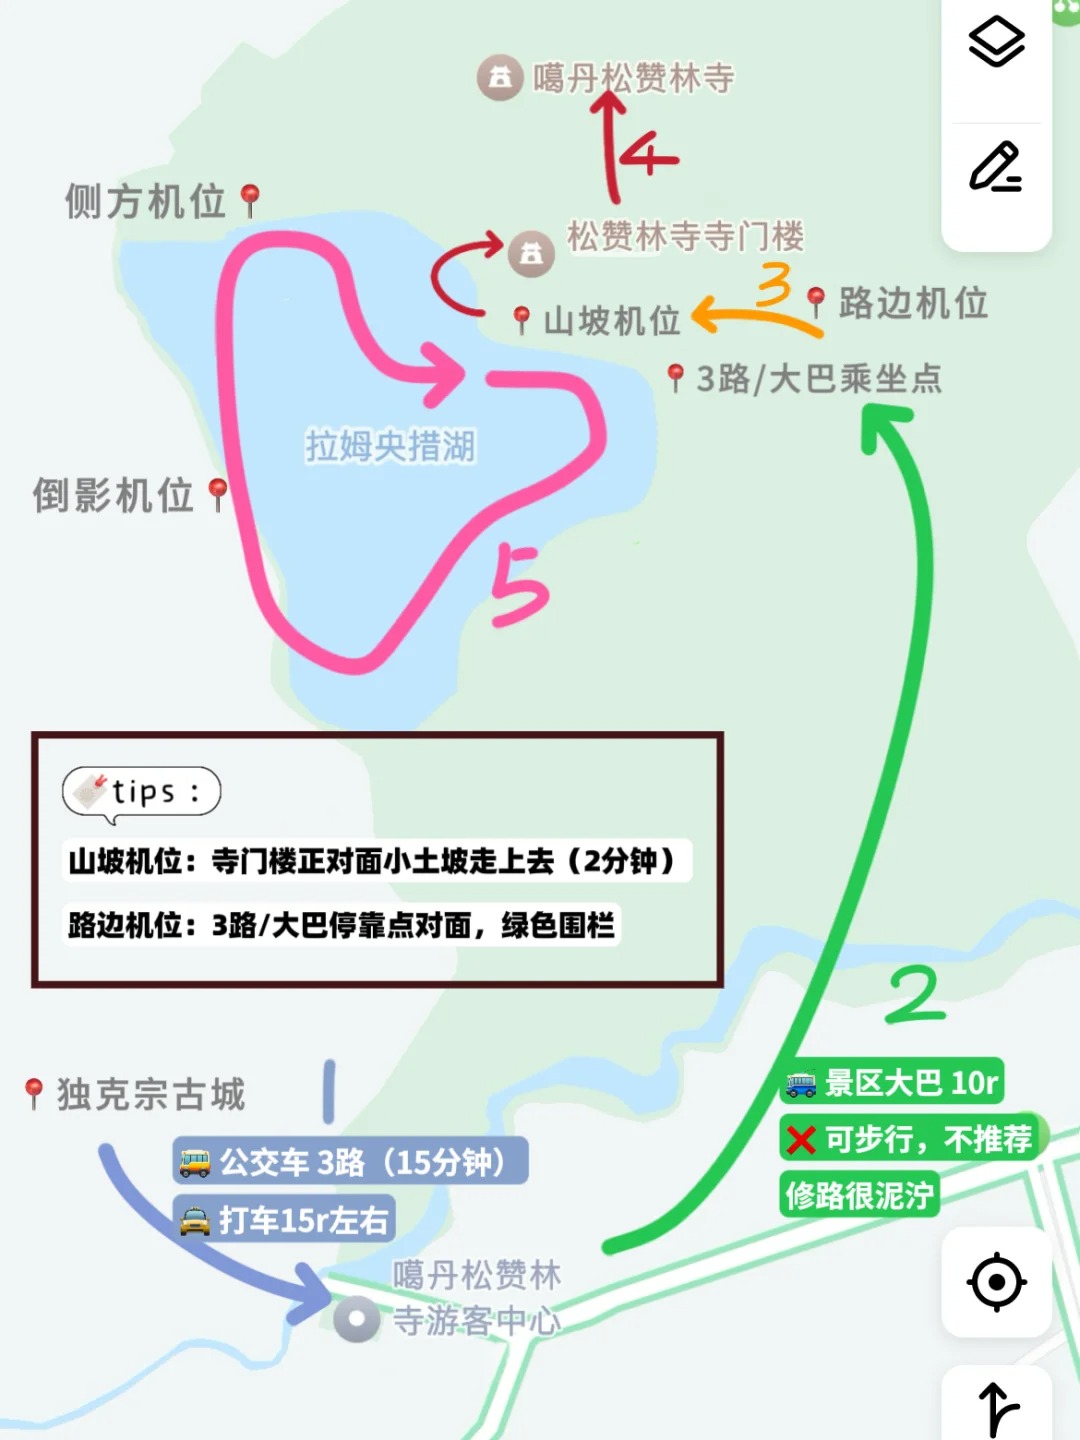 噶丹松赞林寺
4
侧方机位
松赞林寺寺门楼
3
路边机位
山坡机位
3路/大巴乘坐点
拉姆央措湖
倒影机位
5
tips：
山坡机位：寺门楼正对面小土坡走上去（2分钟）
路边机位：3路/大巴停靠点对面，绿色围栏
2
独克宗古城
1
景区大巴 10r
公交车 3路（15分钟）
可步行，不推荐
打车15r左右
修路很泥泞
噶丹松赞林
寺游客中心